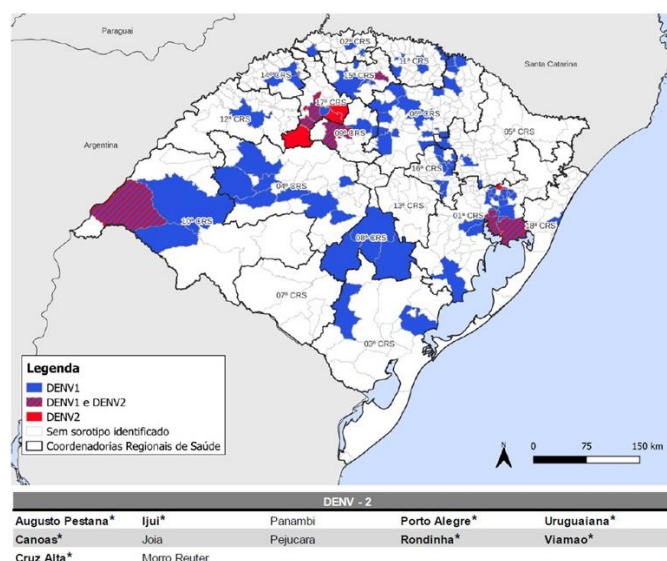 Paraguai
Santa Catarina
Argentina
02ª CRS
11ª CRS
15ª CRS
14ª CRS
17ª CRS
12ª CRS
06ª CRS
05ª CRS
09ª CRS
16ª CRS
04ª CRS
13ª CRS
01ª CRS
18ª CRS
10ª CRS
08ª CRS
07ª CRS
03ª CRS
Legenda
DENV1
DENV1 e DENV2
DENV2
Sem sorotipo identificado
Coordenadorias Regionais de Saúde
N
0 75 150 km
DENV - 2
Augusto Pestana* Ijui* Panambi Porto Alegre* Uruguaiana*
Canoas* Joia Pejucara Rondinha* Viamao*
Cruz Alta* Morro Reuter